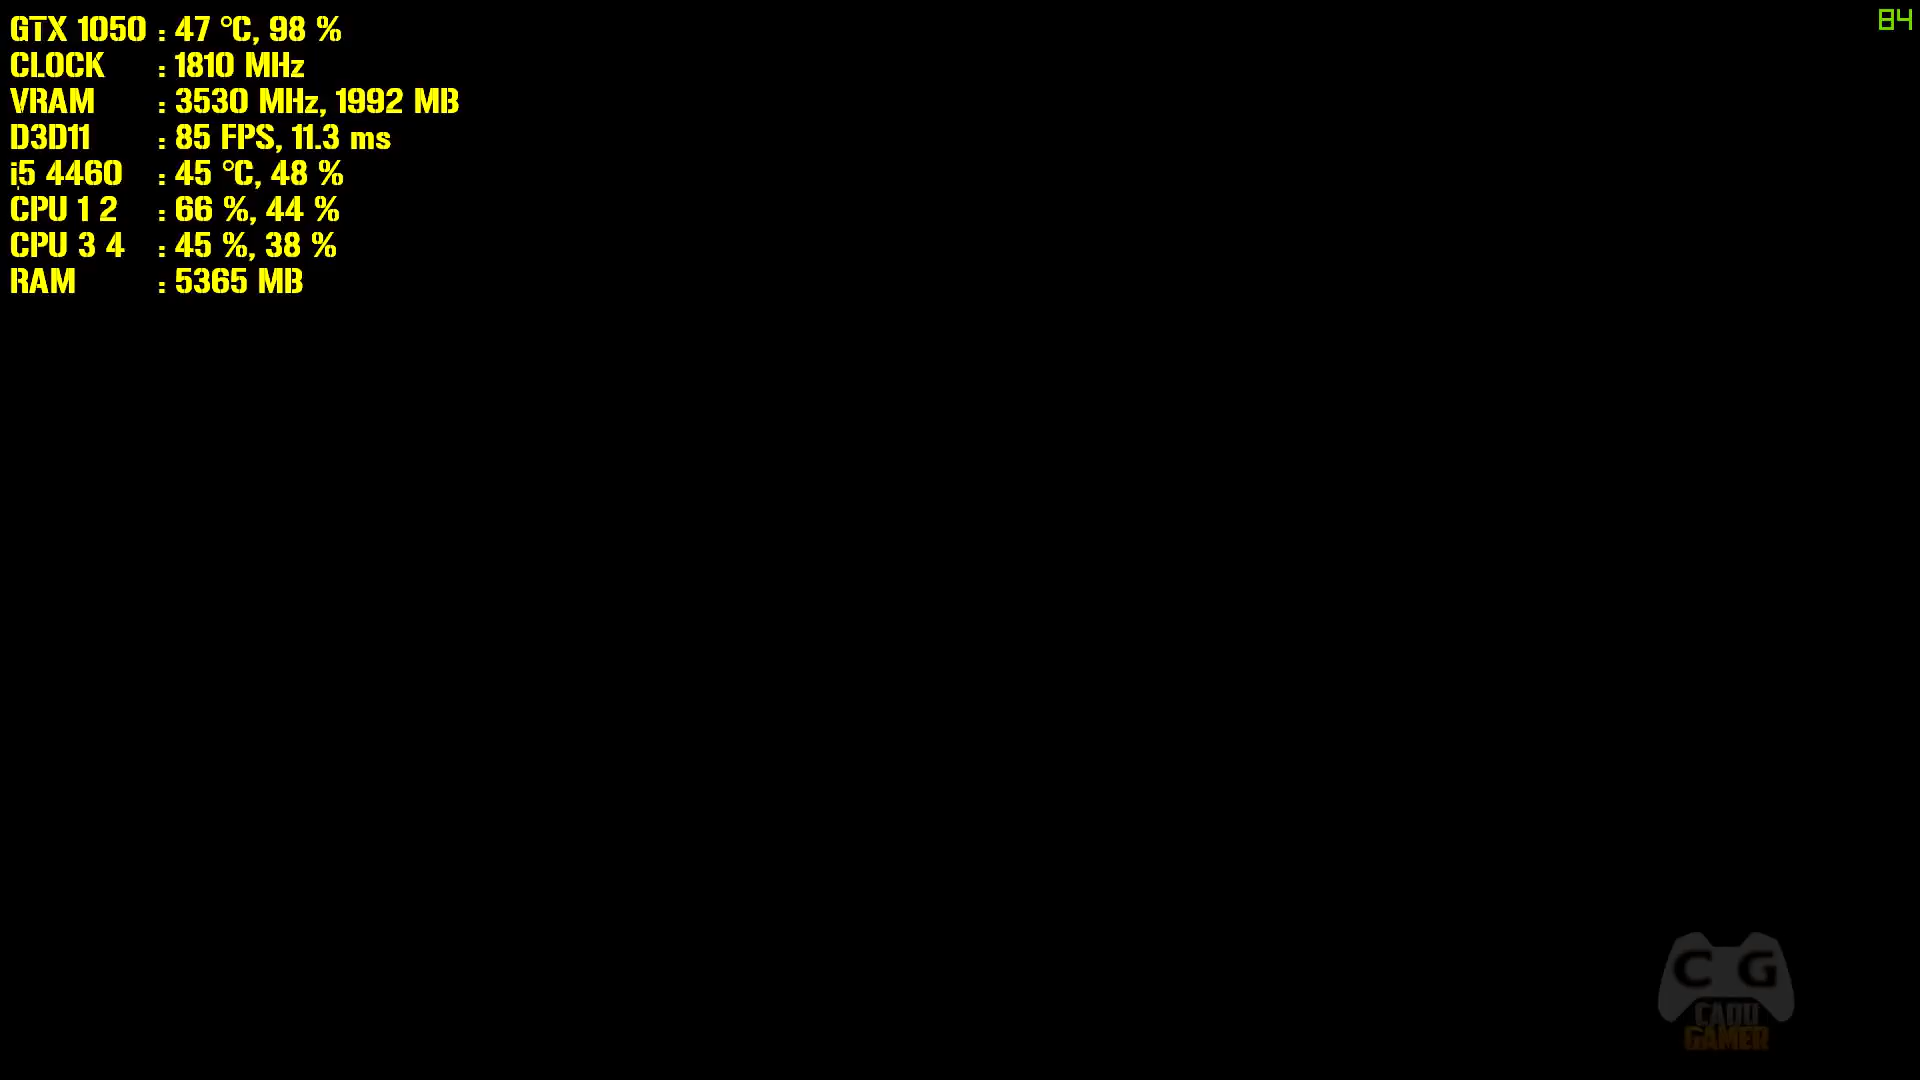 GTX 1050 : 47 °C, 98 %
84
CLOCK : 1810 MHz
VRAM : 3530 MHz, 1992 MB
D3D11 : 85 FPS, 11.3 ms
i5 4460 : 45 °C, 48 %
CPU 1 2 : 66 %, 44 %
CPU 3 4 : 45 %, 38 %
RAM : 5365 MB
C G
CADU
GAMER